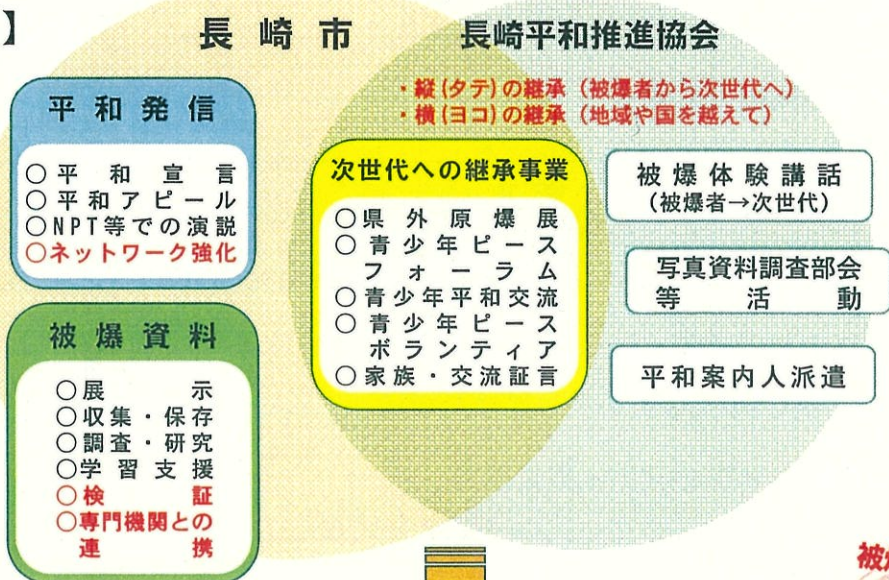 】
長崎市
長崎平和推進協会
・縦(タテ)の継承（被爆者から次世代へ）
・横(ヨコ)の継承（地域や国を越えて）
平和発信
○平和宣言
○平和アピール
○NPT等での演説
○ネットワーク強化
被爆資料
○展示
○収集・保存
○調査・研究
○学習支援
○検証
○専門機関との
連携
次世代への継承事業
○県外原爆展
○青少年ピース
フォーラム
○青少年平和交流
○青少年ピース
ボランティア
○家族・交流証言
被爆体験講話
(被爆者→次世代)
写真資料調査部会
等活動
平和案内人派遣